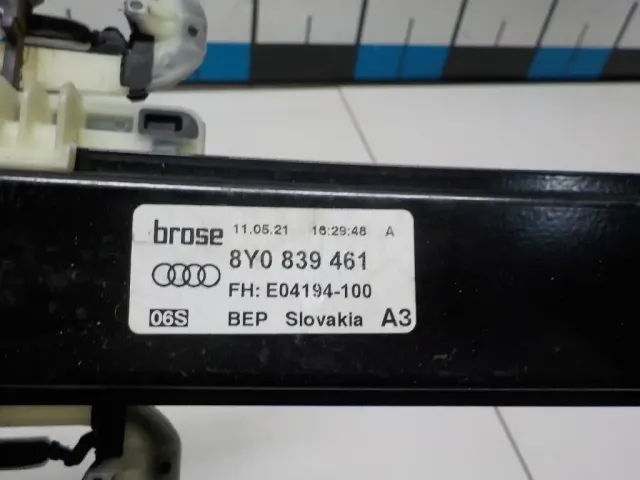 brose 11.05.21 16:29:48 A
8Y0 839 461
FH: E04194-100
06S BEP Slovakia A3